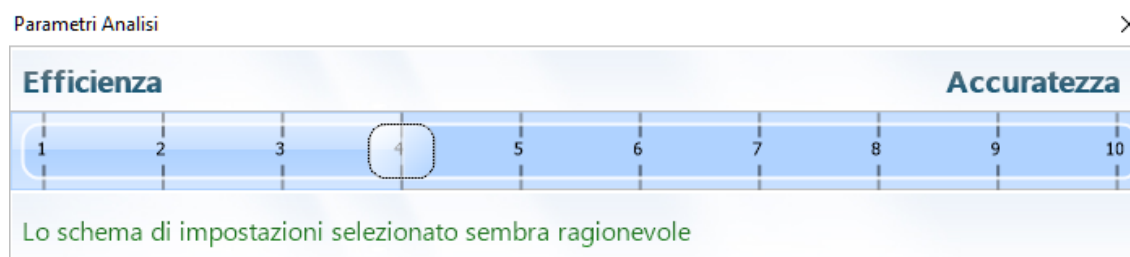 Parametri Analisi
Efficienza Accuratezza
1 2 3 4 5 6 7 8 9 10
Lo schema di impostazioni selezionato sembra ragionevole